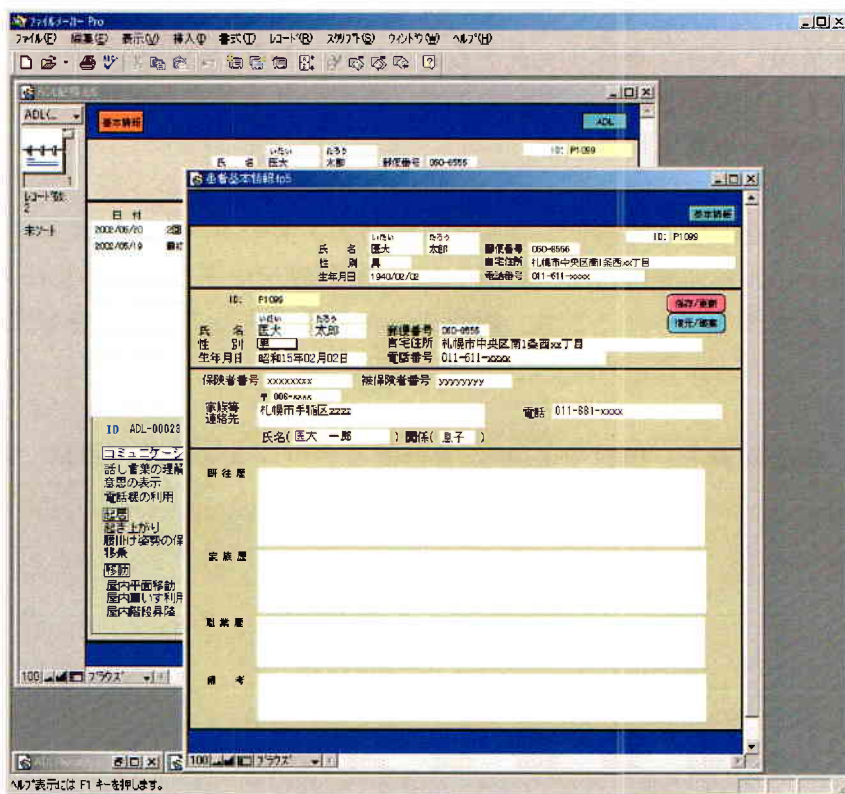 ファイルメーカー Pro
ファイル(F) 編集(E) 表示(V) 挿入(I) 書式(T) レコード(R) スクリプト(S) ウィンドウ(W) ヘルプ(H)
ADL(...
基本情報
ADL
いだい たろう
氏 名 医大 太郎 郵便番号 060-8556
ID: P1099
1
レコード数:
2
未ソート
日 付
2002/06/20
2002/06/19
ID ADL-00023
コミュニケーシ
話し言葉の理解
意思の表示
電話機の利用
起居
起き上がり
腰掛け姿勢の保
移乗
移動
屋内平面移動
屋内車いす利用
屋内階段昇降
100 ブラウズ
患者基本情報.fp5
基本情報
ID: P1099
いだい たろう
氏 名 医大 太郎 郵便番号 060-8556
性 別 男 自宅住所 札幌市中央区南1条西xx丁目
生年月日 1940/02/02 電話番号 011-611-xxxx
ID: P1099
保存/更新
復元/破棄
いだい たろう
氏 名 医大 太郎 郵便番号 060-8556
性 別 男 自宅住所 札幌市中央区南1条西xx丁目
生年月日 昭和15年02月02日 電話番号 011-611-xxxx
保険者番号 xxxxxxxx 被保険者番号 yyyyyyyy
〒 006-xxxx
家族等連絡先 札幌市手稲区zzzz 電話 011-681-xxxx
氏名( 医大 一郎 ) 関係( 息子 )
既往歴
家族歴
職業歴
備 考
100 ブラウズ
ヘルプ表示には F1 キーを押します。